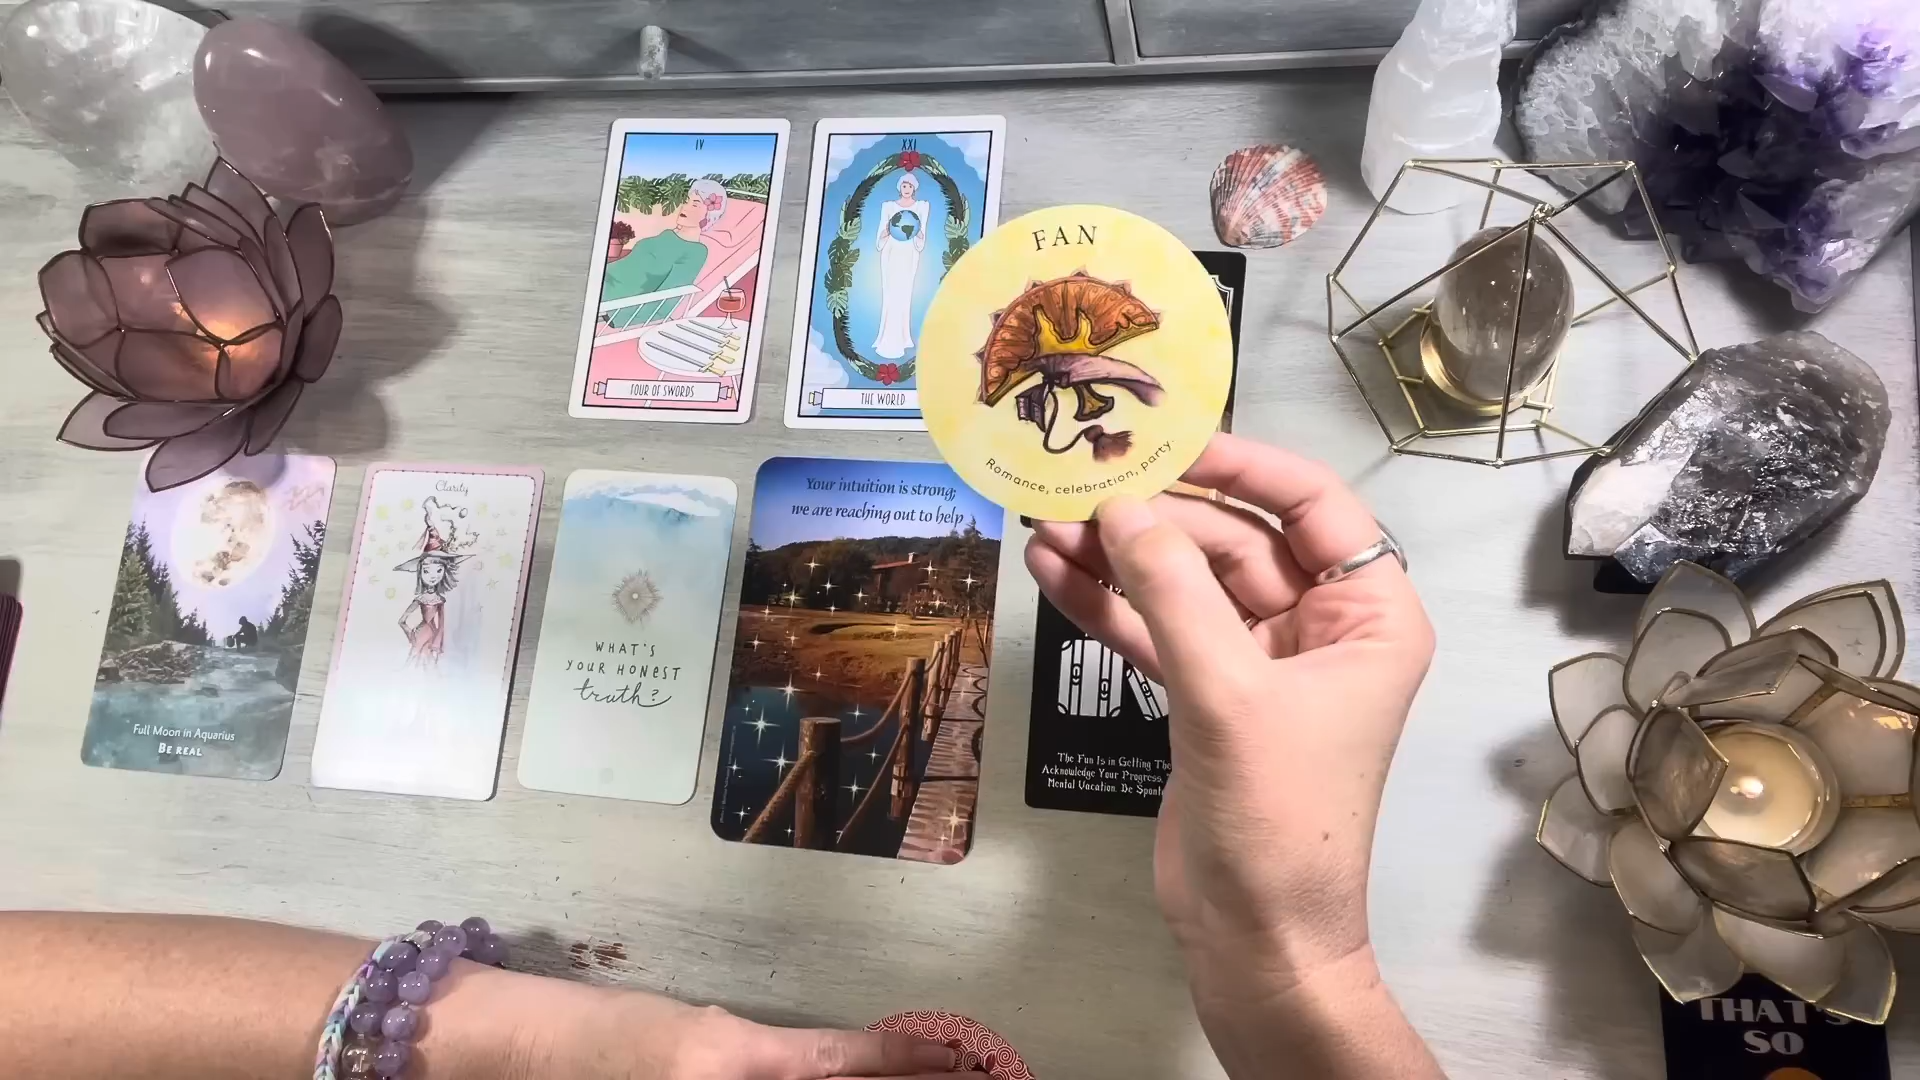 IV
FOUR OF SWORDS
XXI
THE WORLD
FAN
Romance, celebration, party.
Full Moon in Aquarius
BE REAL
Clarity
WHAT'S
YOUR HONEST
truth?
Your intuition is strong;
we are reaching out to help
The Fun Is in Getting The
Acknowledge Your Progress.
Mental Vacation. Be Spont
THAT'S
SO